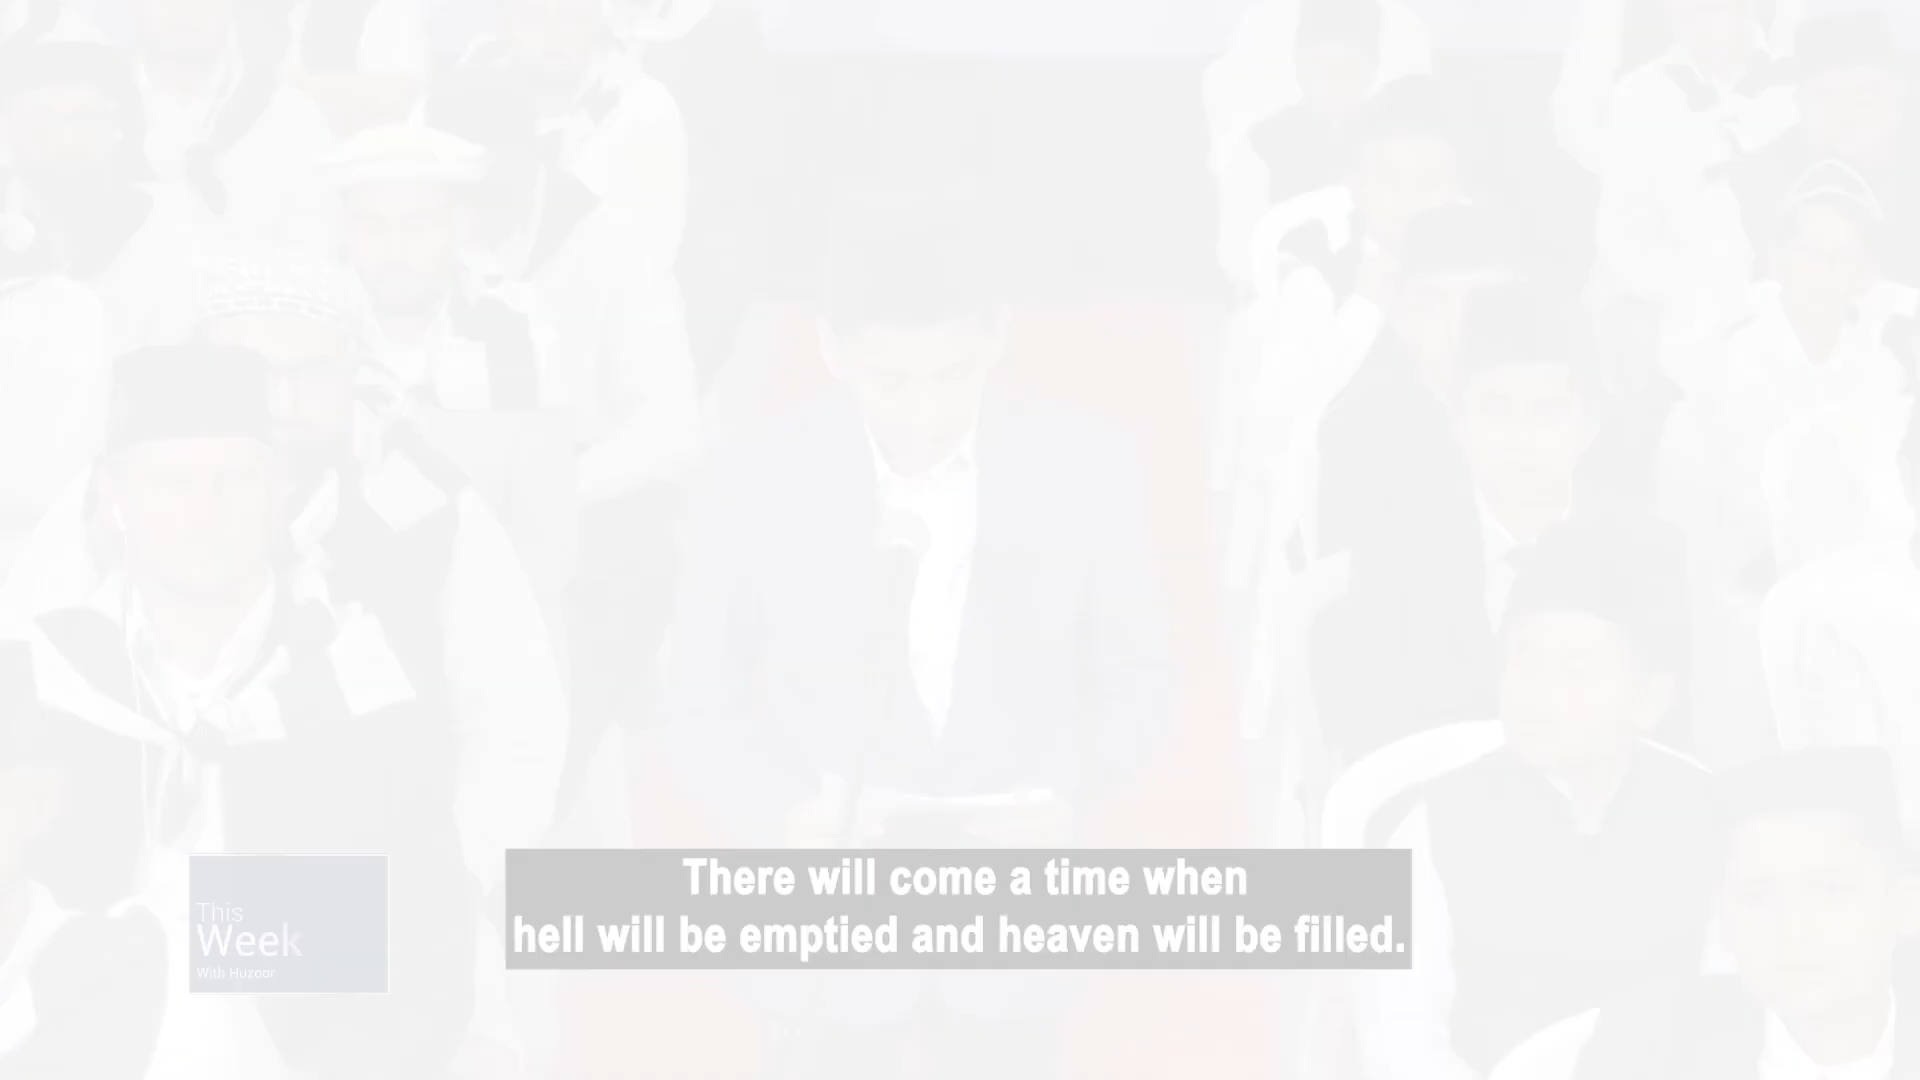 There will come a time when
hell will be emptied and heaven will be filled.
This
Week
With Huzoor